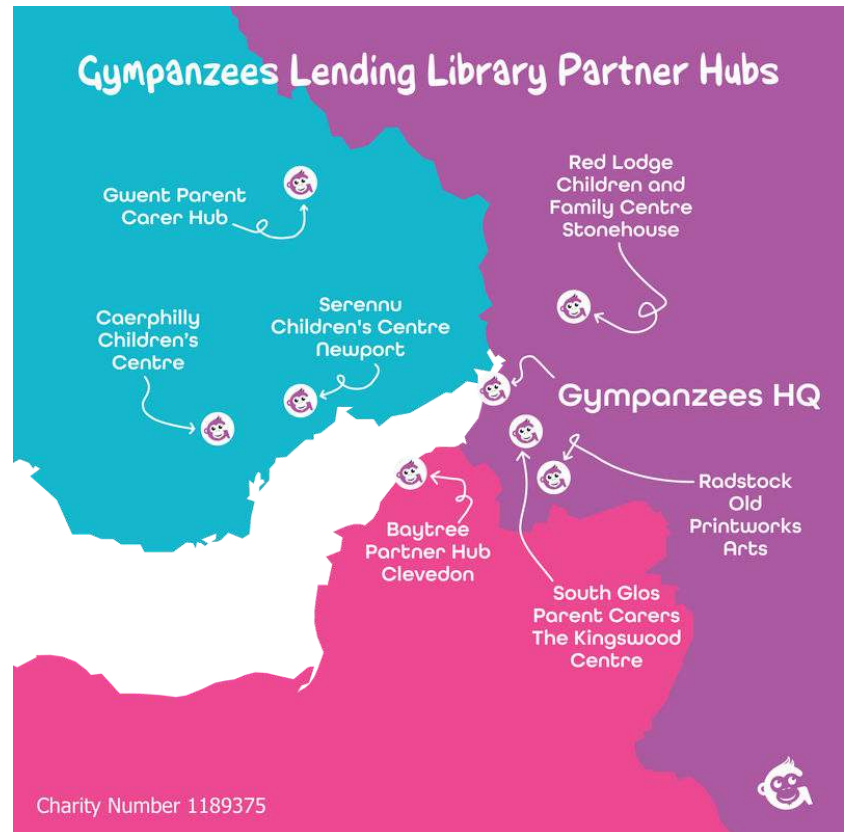 Gympanzees Lending Library Partner Hubs
Gwent Parent
Carer Hub
Red Lodge
Children and
Family Centre
Stonehouse
Caerphilly
Children's
Centre
Serennu
Children's Centre
Newport
Gympanzees HQ
Baytree
Partner Hub
Clevedon
Radstock
Old
Printworks
Arts
South Glos
Parent Carers
The Kingswood
Centre
Charity Number 1189375